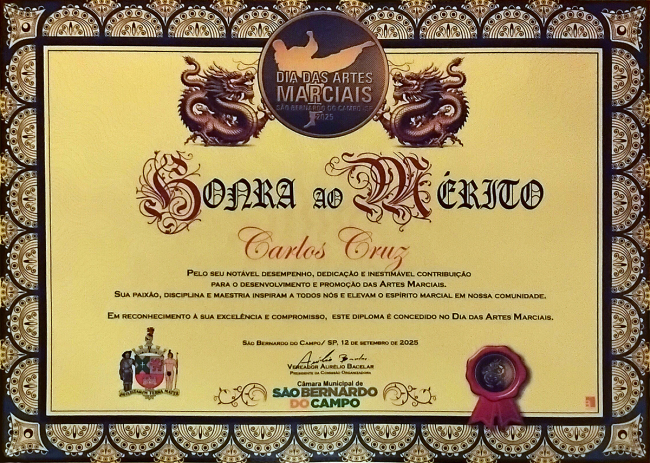 DIA DAS ARTES
MARCIAIS
SÃO BERNARDO DO CAMPO
2025
HONRA AO MÉRITO
Carlos Cruz
PELO SEU NOTÁVEL DESEMPENHO, DEDICAÇÃO E INESTIMÁVEL CONTRIBUIÇÃO
PARA O DESENVOLVIMENTO E PROMOÇÃO DAS ARTES MARCIAIS.
SUA PAIXÃO, DISCIPLINA E MAESTRIA INSPIRAM A TODOS NÓS E ELEVAM O ESPÍRITO MARCIAL EM NOSSA COMUNIDADE.
EM RECONHECIMENTO À SUA EXCELÊNCIA E COMPROMISSO, ESTE DIPLOMA É CONCEDIDO NO DIA DAS ARTES MARCIAIS.
SÃO BERNARDO DO CAMPO/ SP, 12 DE SETEMBRO DE 2025
VEREADOR AURÉLIO BACELAR
PRESIDENTE DA COMISSÃO ORGANIZADORA
Câmara Municipal de
SÃO BERNARDO
DO CAMPO